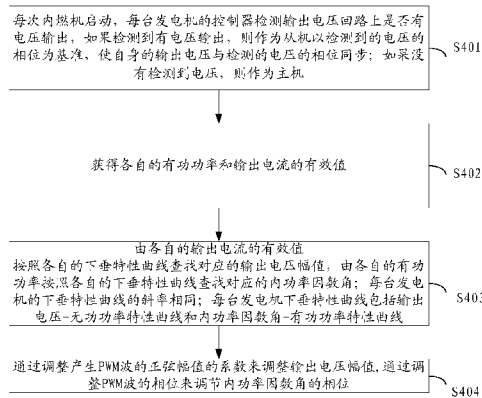 每次内燃机启动，每台发电机的控制器检测输出电压回路上是否有
电压输出，如果检测到有电压输出，则作为从机以检测到的电压的
相位为基准，使自身的输出电压与检测的电压的相位同步；如果没
有检测到电压，则作为主机
S401
获得各自的有功功率和输出电流的有效值
S402
由各自的输出电流的有效值
按照各自的下垂特性曲线查找对应的输出电压幅值，由各自的有功
功率按照各自的下垂特性曲线查找对应的内功率因数角；每台发电
机的下垂特性曲线的斜率相同；每台发电机下垂特性曲线包括输出
电压-无功功率特性曲线和内功率因数角-有功功率特性曲线
S403
通过调整产生PWM波的正弦幅值的系数来调整输出电压幅值，通过调
整PWM波的相位来调节内功率因数角的相位
S404